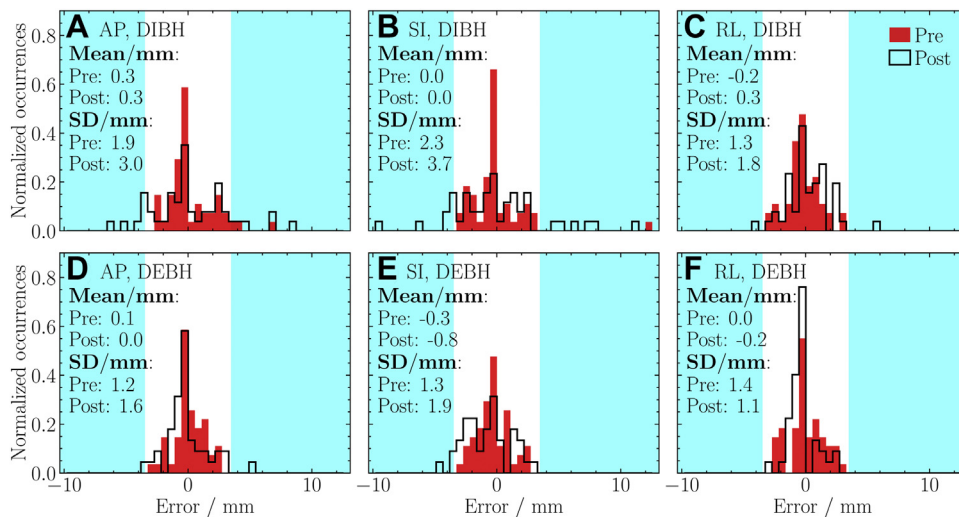 A AP, DIBH
Mean/mm:
Pre: 0.3
Post: 0.3
SD/mm:
Pre: 1.9
Post: 3.0
B SI, DIBH
Mean/mm:
Pre: 0.0
Post: 0.0
SD/mm:
Pre: 2.3
Post: 3.7
C RL, DIBH
Mean/mm:
Pre: -0.2
Post: 0.3
SD/mm:
Pre: 1.3
Post: 1.8
Pre
Post
Normalized occurrences
0.8
0.6
0.4
0.2
0.0
D AP, DEBH
Mean/mm:
Pre: 0.1
Post: 0.0
SD/mm:
Pre: 1.2
Post: 1.6
E SI, DEBH
Mean/mm:
Pre: -0.3
Post: -0.8
SD/mm:
Pre: 1.3
Post: 1.9
F RL, DEBH
Mean/mm:
Pre: 0.0
Post: -0.2
SD/mm:
Pre: 1.4
Post: 1.1
Normalized occurrences
0.8
0.6
0.4
0.2
0.0
−10 0 10
−10 0 10
−10 0 10
Error / mm
Error / mm
Error / mm